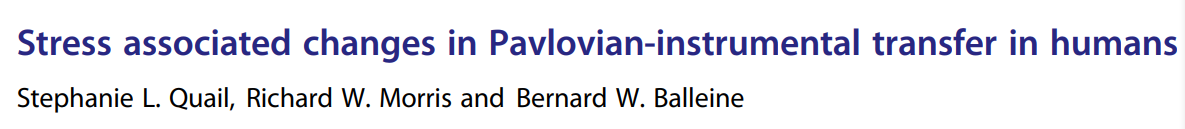 Stress associated changes in Pavlovian-instrumental transfer in humans
Stephanie L. Quail, Richard W. Morris and Bernard W. Balleine